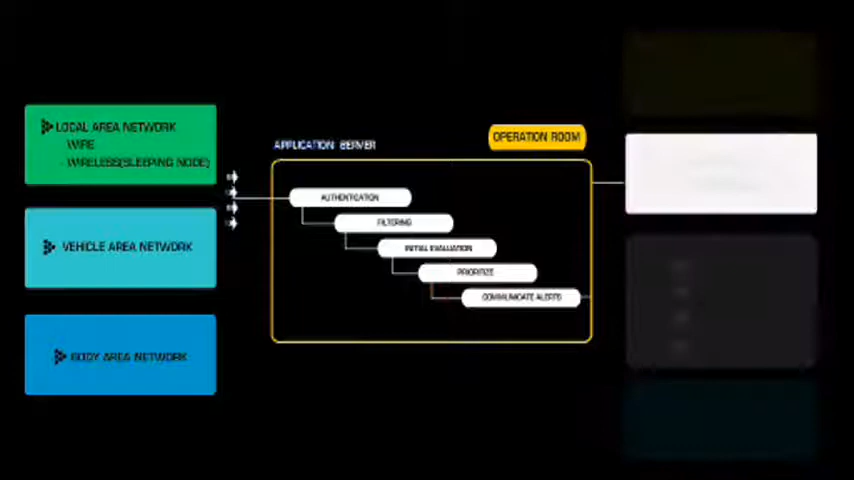 LOCAL AREA NETWORK
WIRE
- WIRELESS(SLEEPING NODE)
VEHICLE AREA NETWORK
BODY AREA NETWORK
APPLICATION SERVER
OPERATION ROOM
AUTHENTICATION
FILTERING
INITIAL EVALUATION
PRIORITIZE
COMMUNICATE ALERTS